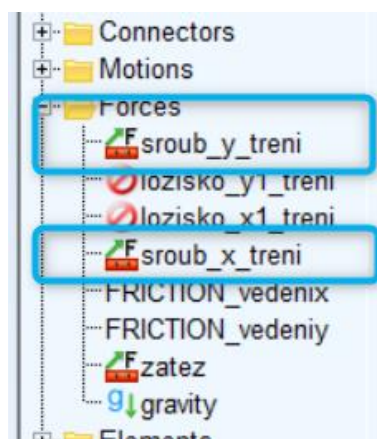 Connectors
Motions
Forces
sroub_y_treni
lozisko_y1_treni
lozisko_x1_treni
sroub_x_treni
FRICTION_vedenix
FRICTION_vedeniy
zatez
gravity
Elements